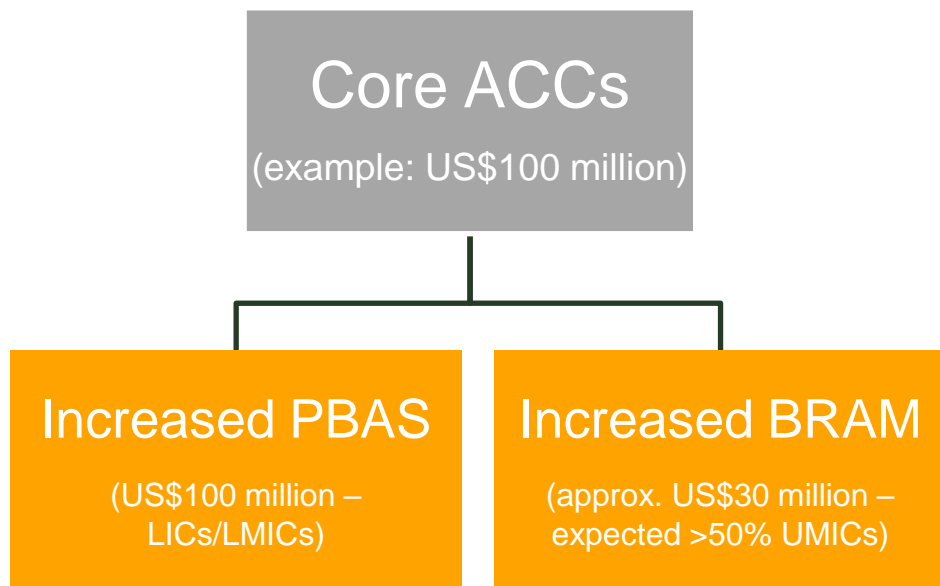 Core ACCs
(example: US$100 million)
Increased PBAS
(US$100 million –
LICs/LMICs)
Increased BRAM
(approx. US$30 million –
expected >50% UMICs)